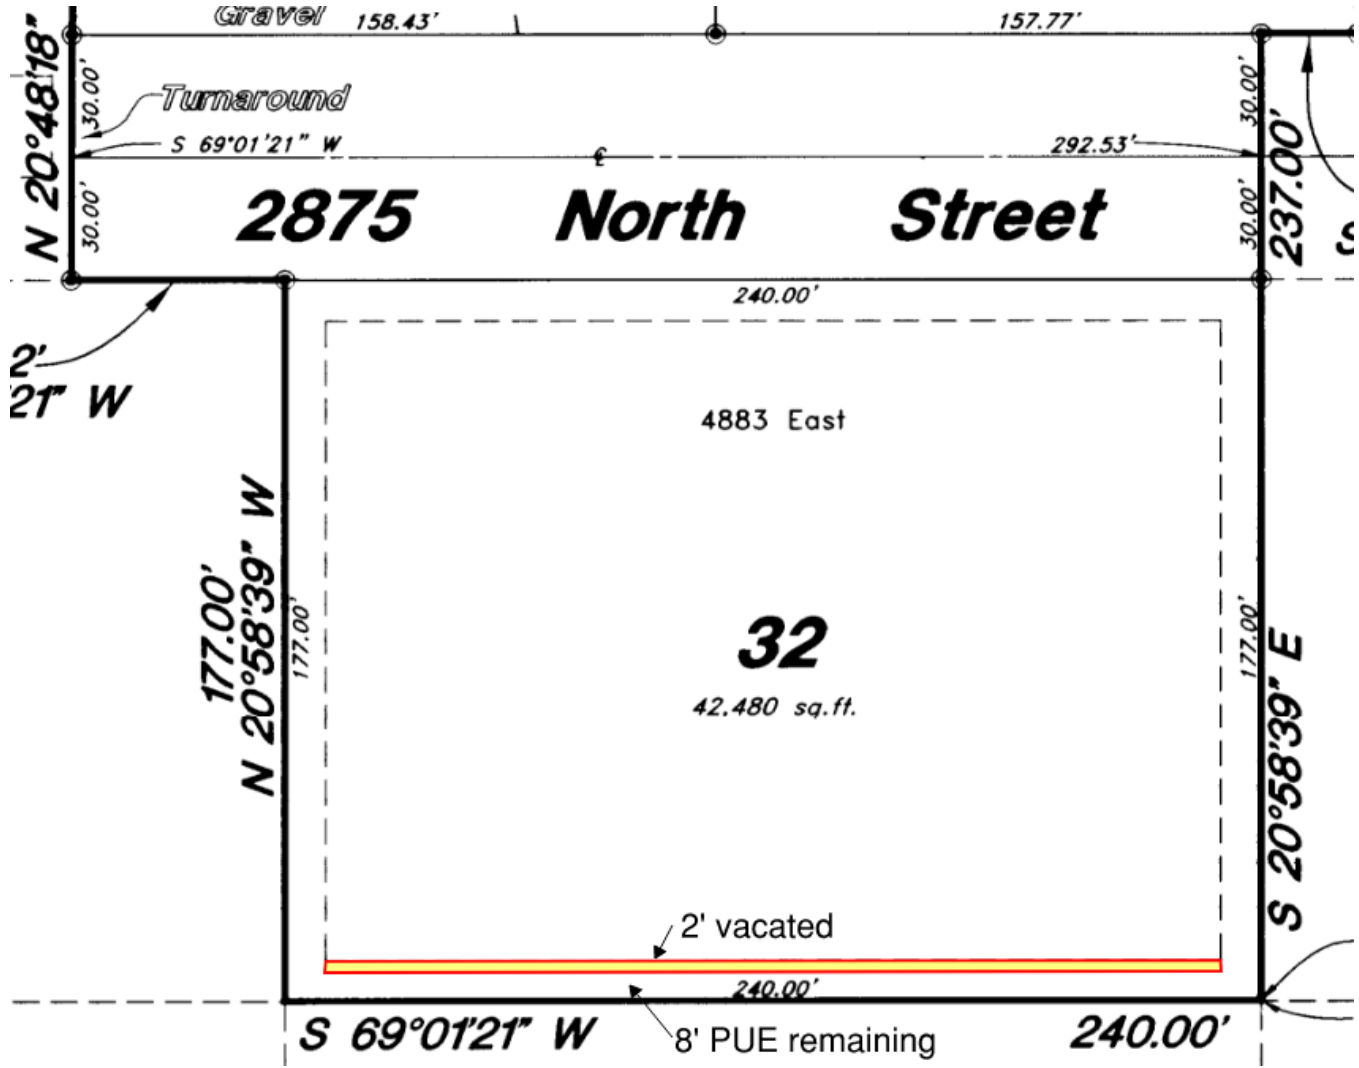 Gravel
158.43'
157.77'
N 20°48'18"
30.00'
Turnaround
30.00'
S 69°01'21" W
℄
292.53'
237.00'
30.00'
2875 North Street
30.00'
S
240.00'
2'
'21" W
4883 East
177.00'
N 20°58'39" W
177.00'
32
42,480 sq.ft.
177.00'
S 20°58'39" E
2' vacated
240.00'
S 69°01'21" W
8' PUE remaining
240.00'